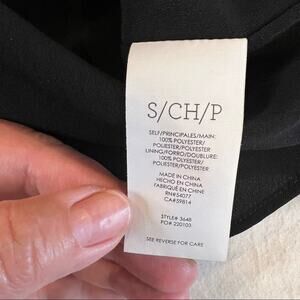 S/CH/P
SELF/PRINCIPALES/MAIN:
100% POLYESTER/
POLIESTER/POLYESTER
LINING/FORRO/DOUBLURE:
100% POLYESTER/
POLIESTER/POLYESTER
MADE IN CHINA
HECHO EN CHINA
FABRIQUÉ EN CHINE
RN#54077
CA#59814
STYLE# 3648
PO# 220103
SEE REVERSE FOR CARE